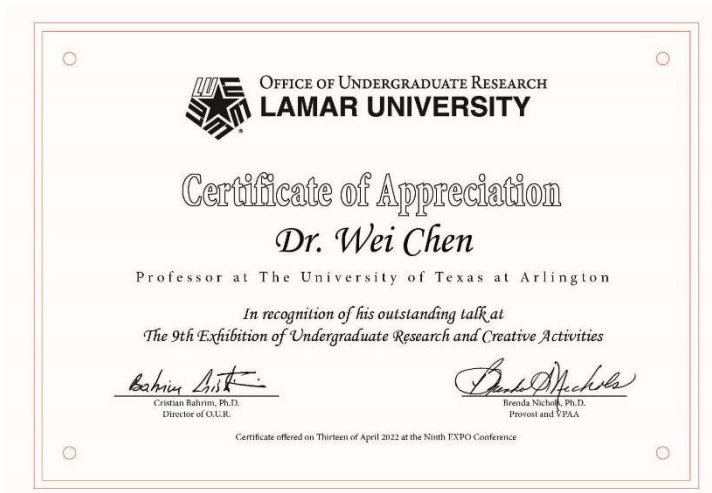 OFFICE OF UNDERGRADUATE RESEARCH
LAMAR UNIVERSITY
Certificate of Appreciation
Dr. Wei Chen
Professor at The University of Texas at Arlington
In recognition of his outstanding talk at
The 9th Exhibition of Undergraduate Research and Creative Activities
Cristian Bahrim, Ph.D.
Director of O.U.R.
Brenda Nichols, Ph.D.
Provost and VPAA
Certificate offered on Thirteen of April 2022 at the Ninth EXPO Conference